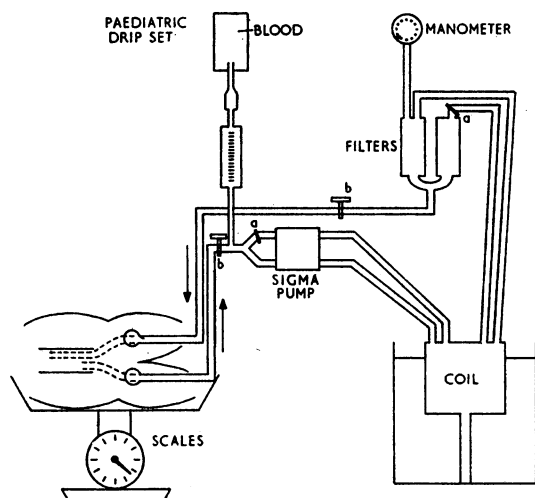 PAEDIATRIC
DRIP SET
BLOOD
MANOMETER
FILTERS
a
b
a
b
SIGMA
PUMP
COIL
SCALES